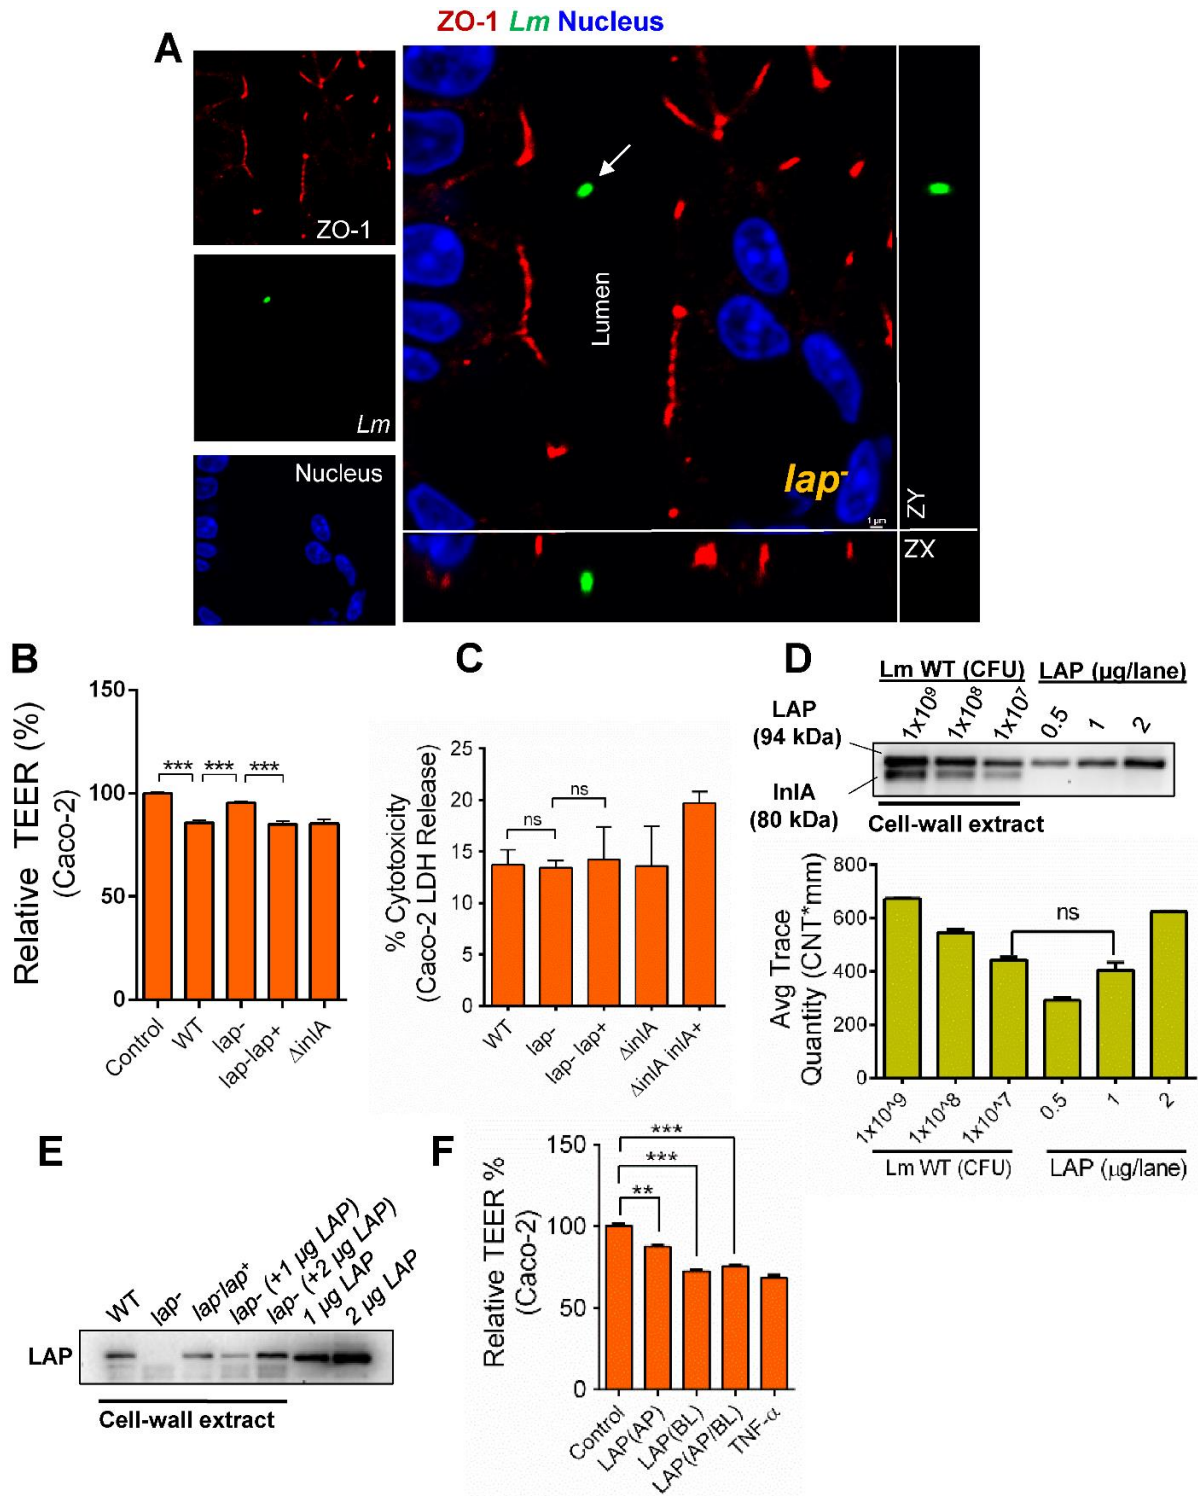 ZO-1 Lm Nucleus
A
ZO-1
Lm
Nucleus
Lumen
lap-
1 µm
ZY
ZX
B
Relative TEER (%)
(Caco-2)
150
100
50
0
***
***
***
Control
WT
lap-
lap-lap+
ΔinlA
C
% Cytotoxicity
(Caco-2 LDH Release)
25
20
15
10
5
0
ns
ns
WT
lap-
lap- lap+
ΔinlA
ΔinlA inlA+
D
Lm WT (CFU)
LAP (µg/lane)
1x10⁹
1x10⁸
1x10⁷
0.5
1
2
LAP
(94 kDa)
InlA
(80 kDa)
Cell-wall extract
Avg Trace
Quantity (CNT*mm)
800
600
400
200
0
ns
1x10^9
1x10^8
1x10^7
0.5
1
2
Lm WT (CFU)
LAP (µg/lane)
E
WT
lap-
lap-lap⁺
lap- (+1 µg LAP)
lap- (+2 µg LAP)
1 µg LAP
2 µg LAP
LAP
Cell-wall extract
F
Relative TEER %
(Caco-2)
150
100
50
0
***
***
**
Control
LAP(AP)
LAP(BL)
LAP(AP/BL)
TNF-α